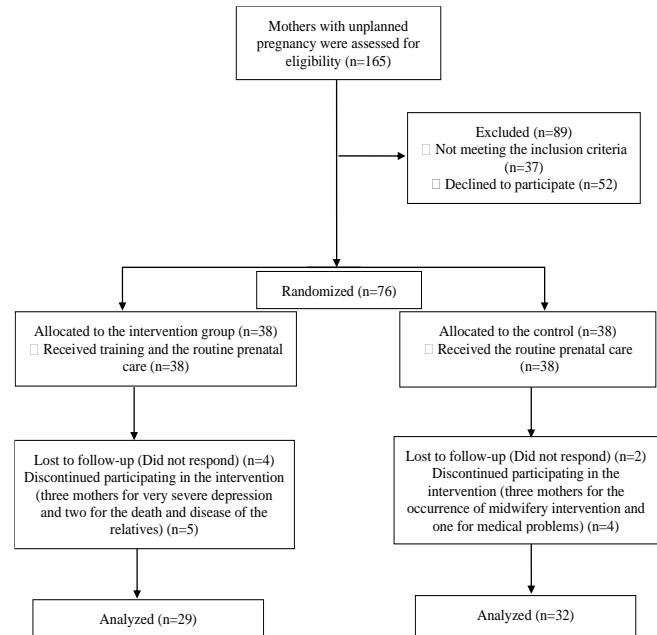 Mothers with unplanned
pregnancy were assessed for
eligibility (n=165)
Excluded (n=89)
□ Not meeting the inclusion criteria
(n=37)
□ Declined to participate (n=52)
Randomized (n=76)
Allocated to the intervention group (n=38)
□ Received training and the routine prenatal
care (n=38)
Allocated to the control (n=38)
□ Received the routine prenatal care
(n=38)
Lost to follow-up (Did not respond) (n=4)
Discontinued participating in the intervention
(three mothers for very severe depression
and two for the death and disease of the
relatives) (n=5)
Lost to follow-up (Did not respond) (n=2)
Discontinued participating in the
intervention (three mothers for the
occurrence of midwifery intervention and
one for medical problems) (n=4)
Analyzed (n=29)
Analyzed (n=32)